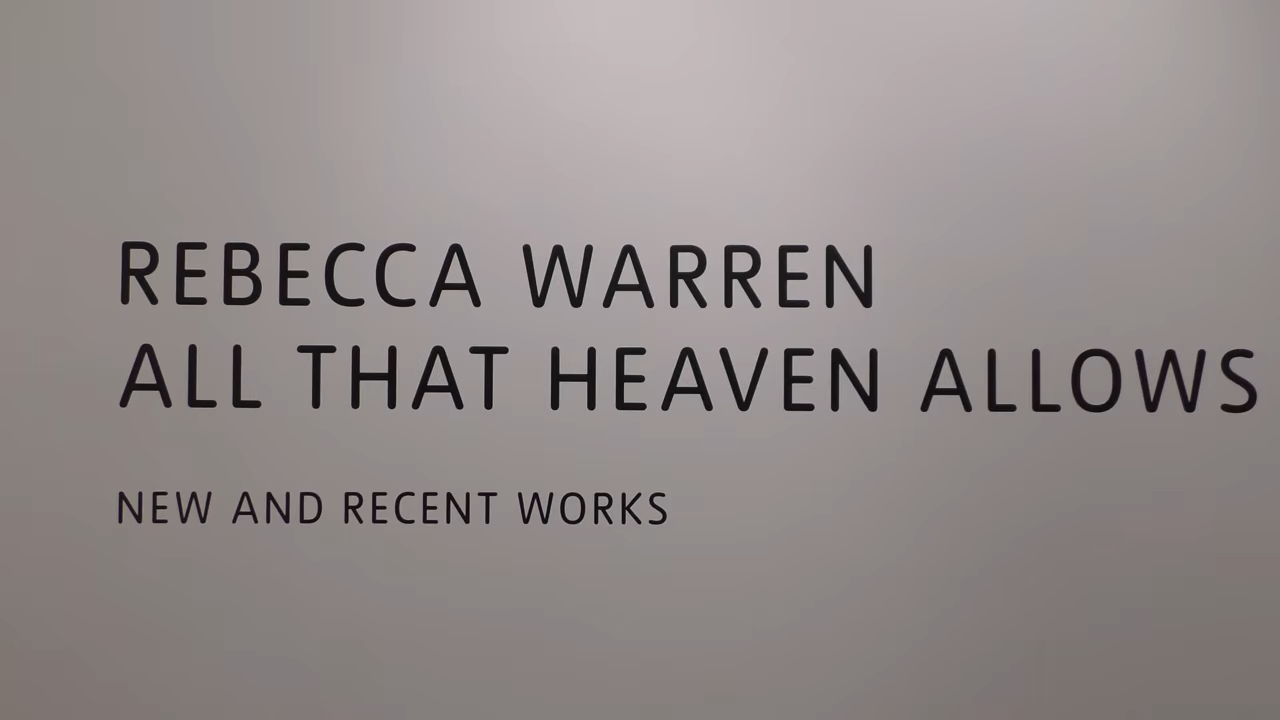 REBECCA WARREN
ALL THAT HEAVEN ALLOWS
NEW AND RECENT WORKS